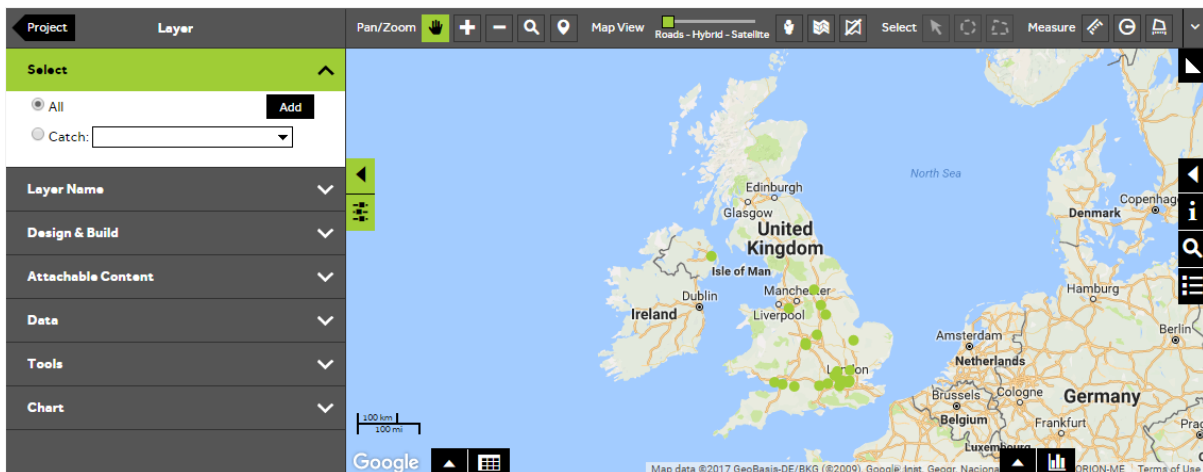 Project
Layer
Pan/Zoom
Map View
Roads - Hybrid - Satellite
Select
Measure
Select
All
Add
Catch:
Layer Name
Design & Build
Attachable Content
Data
Tools
Chart
North Sea
Edinburgh
Glasgow
United
Kingdom
Isle of Man
Dublin
Ireland
Manchester
Liverpool
London
Denmark
Copenhag
Hamburg
Berlin
Amsterdam
Netherlands
Brussels
Cologne
Belgium
Germany
Frankfurt
Prag
Luxembourg
100 km
100 mi
Google
Map data ©2017 GeoBasis-DE/BKG (©2009), Google, Inst. Geogr. Naciona
ORION-ME
Terms of Use
i